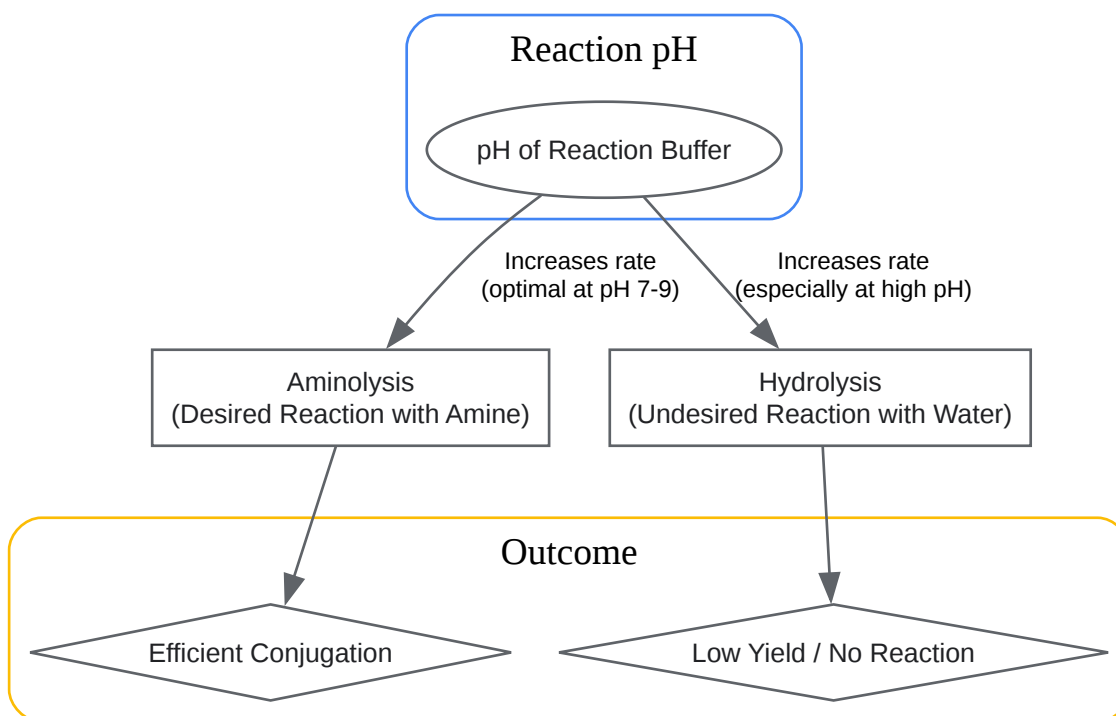 Reaction pH
pH of Reaction Buffer
Increases rate
(optimal at pH 7-9)
Increases rate
(especially at high pH)
Aminolysis
(Desired Reaction with Amine)
Hydrolysis
(Undesired Reaction with Water)
Outcome
Efficient Conjugation
Low Yield / No Reaction